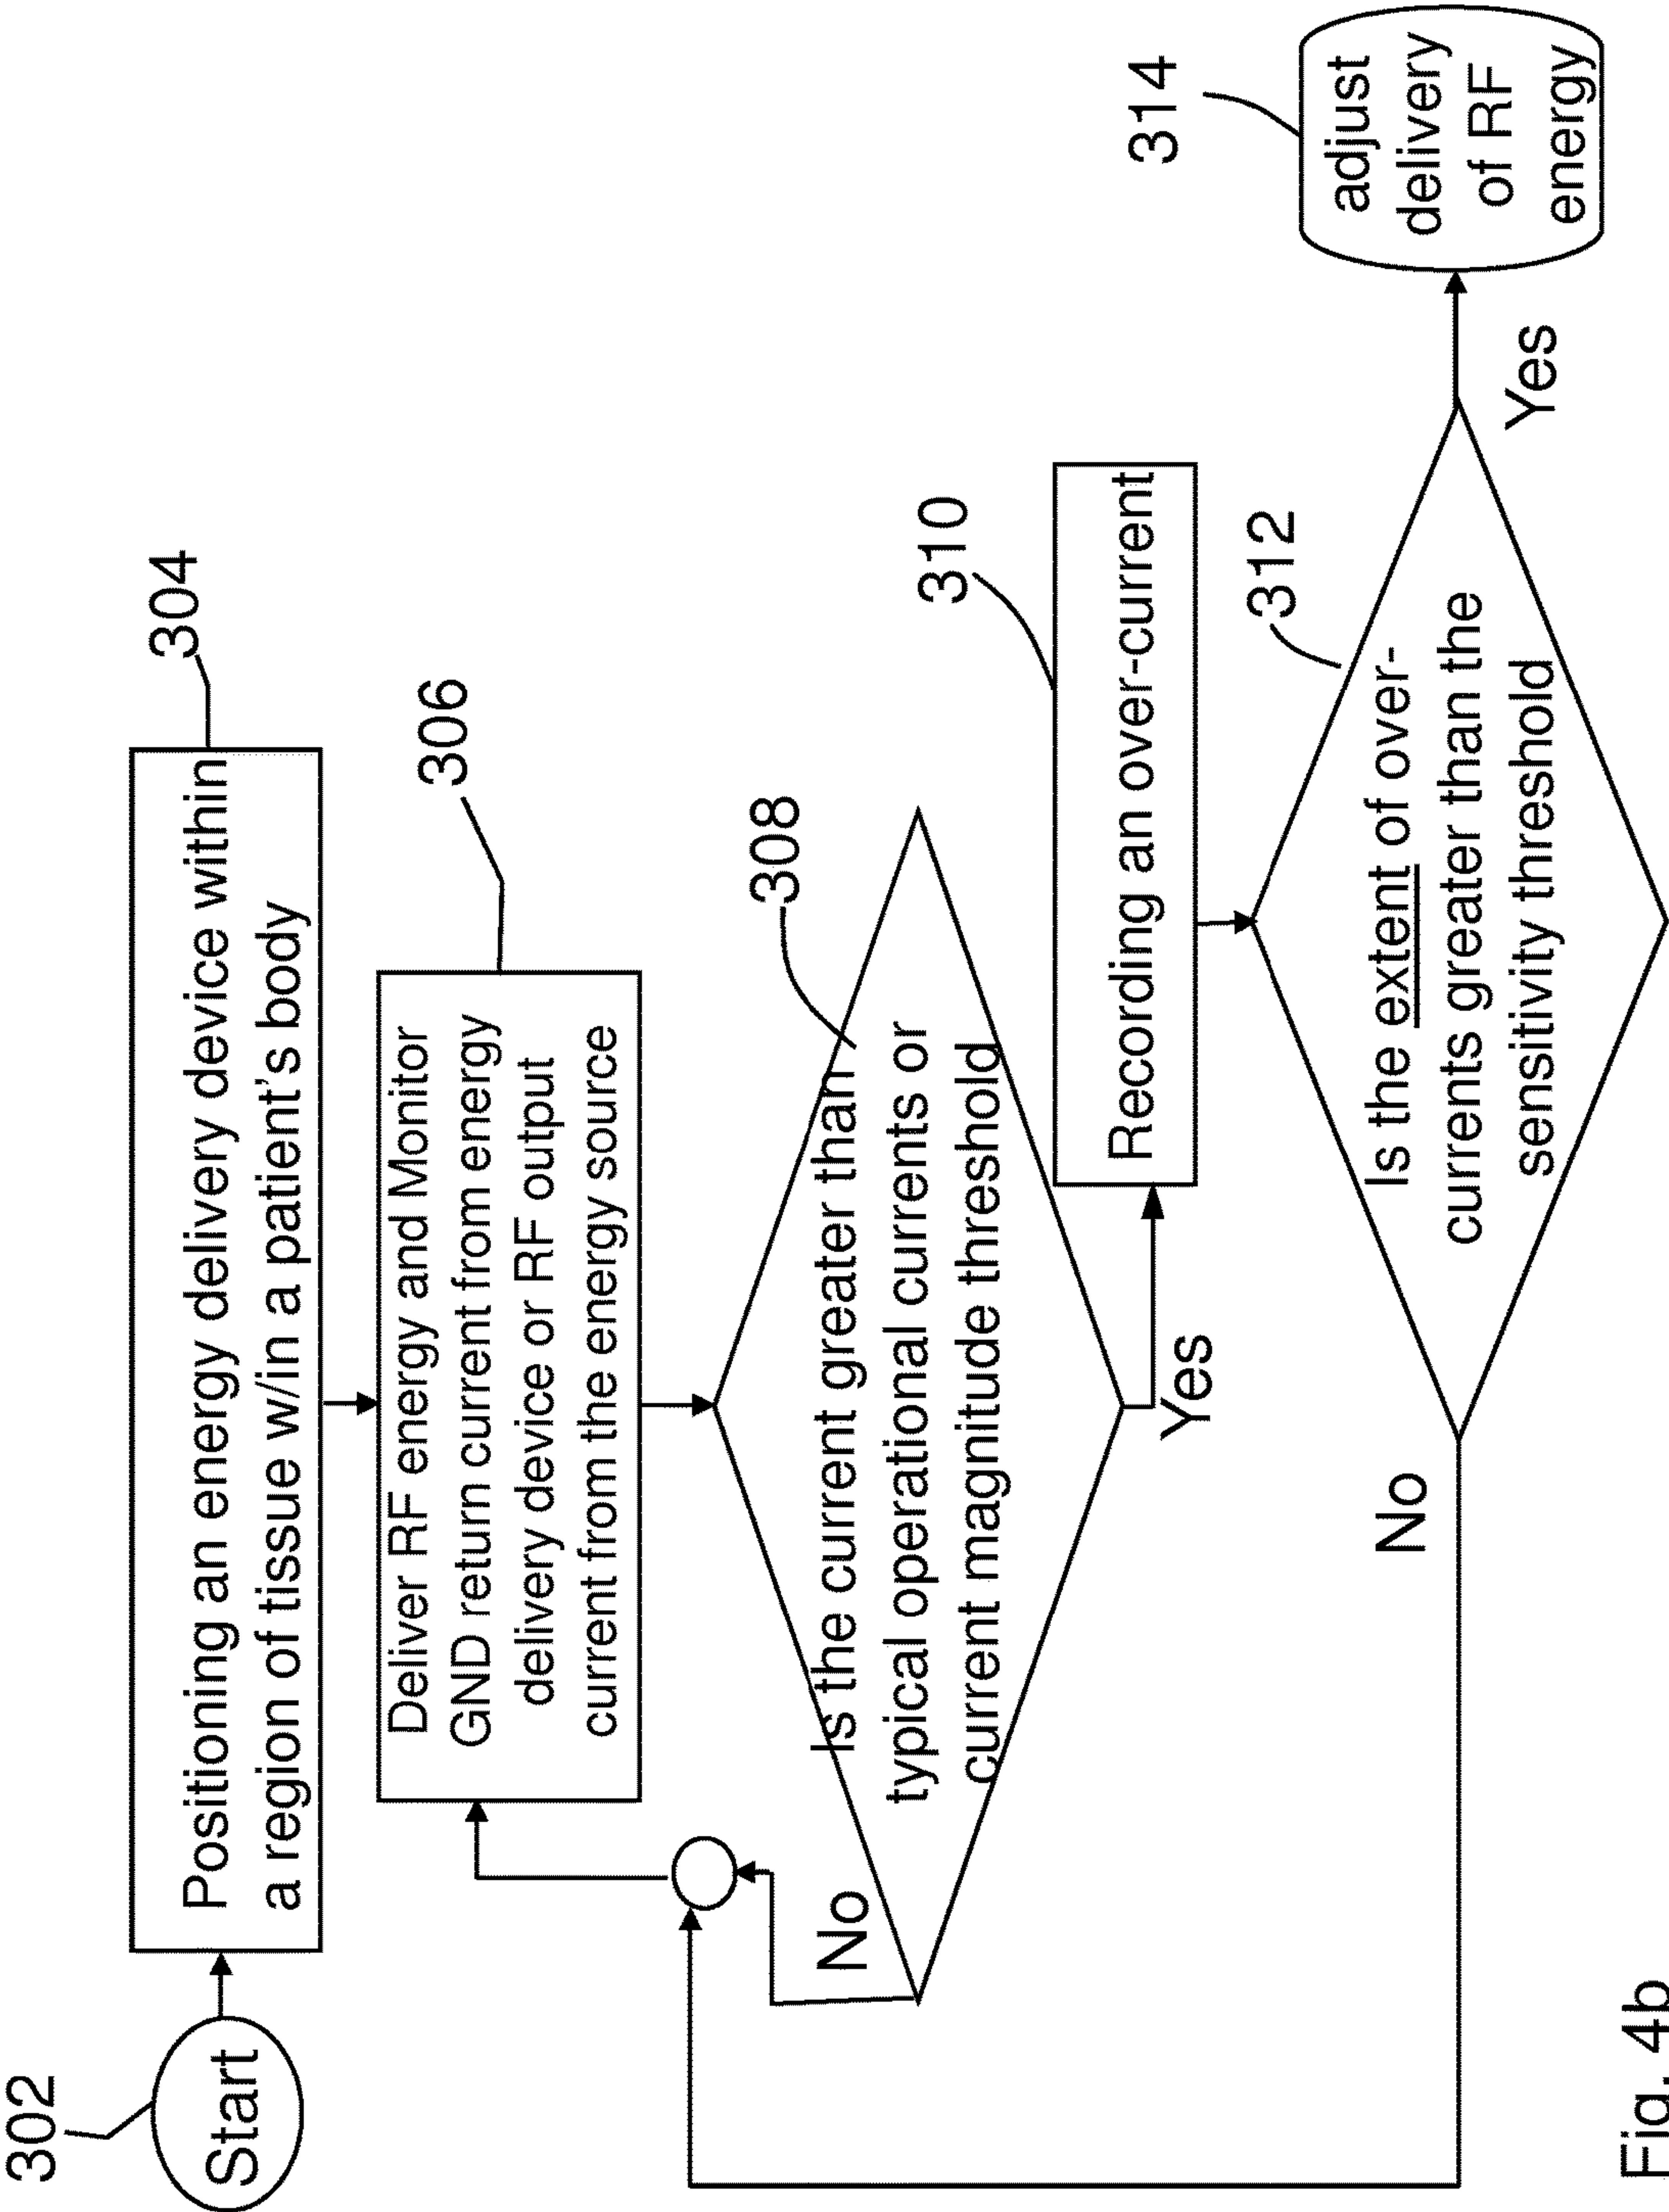 302
Start
304
Positioning an energy delivery device within
a region of tissue w/in a patient's body
306
Deliver RF energy and Monitor
GND return current from energy
delivery device or RF output
current from the energy source
308
Is the current greater than
typical operational currents or
current magnitude threshold
No
Yes
310
Recording an over-current
312
Is the extent of over-
currents greater than the
sensitivity threshold
No
Yes
314
adjust
delivery
of RF
energy
Fig. 4b